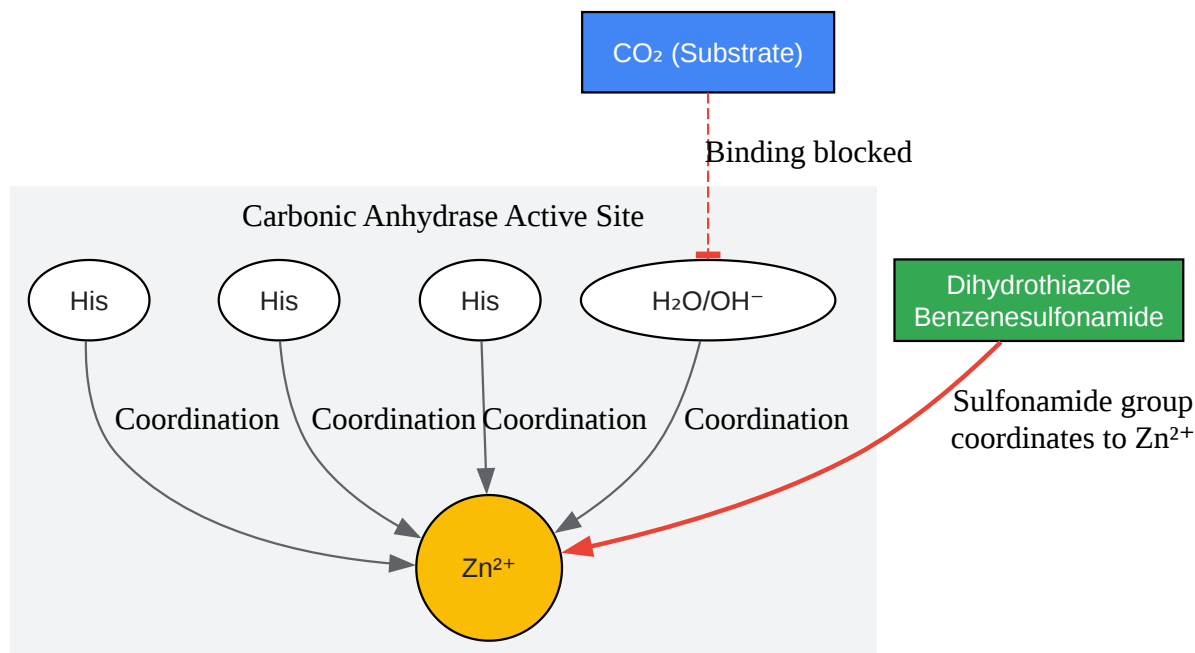 CO₂ (Substrate)
Binding blocked
Carbonic Anhydrase Active Site
His
His
His
H₂O/OH⁻
Dihydrothiazole
Benzenesulfonamide
Coordination
Coordination
Coordination
Coordination
Sulfonamide group
coordinates to Zn²⁺
Zn²⁺